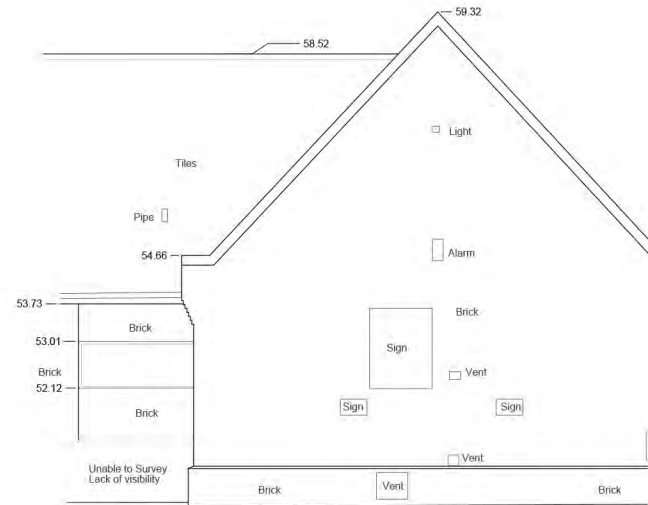 59.32
58.52
Light
Tiles
Pipe
Alarm
54.66
53.73
Brick
Brick
53.01
Sign
Brick
Vent
52.12
Sign
Sign
Brick
Vent
Unable to Survey
Lack of visibility
Brick
Vent
Brick